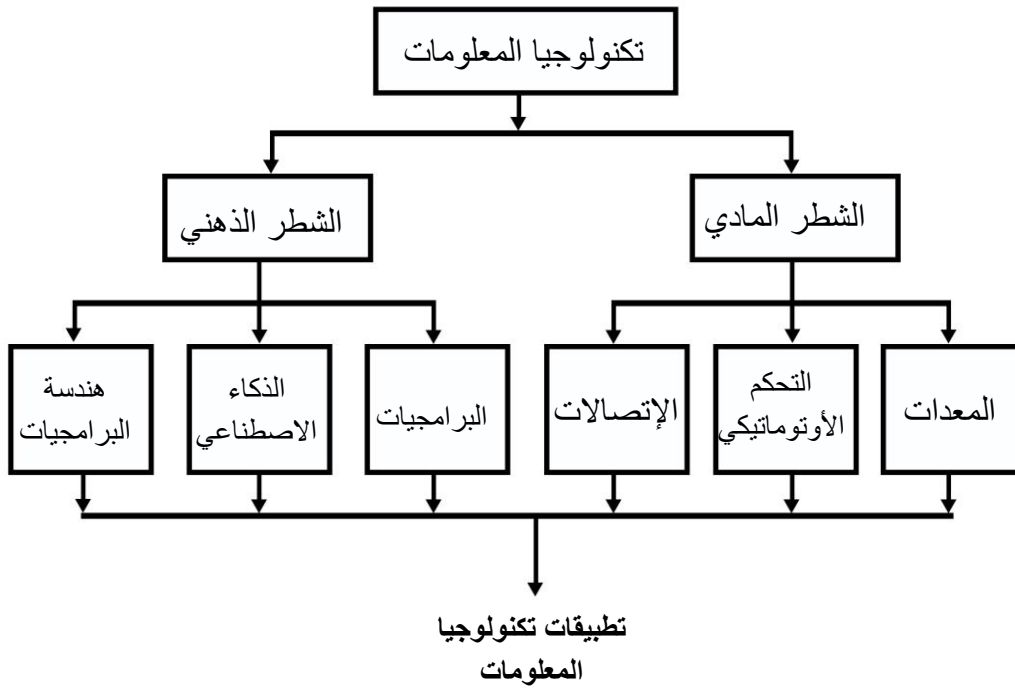 تكنولوجيا المعلومات
الشطر المادي
الشطر الذهني
المعدات
التحكم
الأوتوماتيكي
الإتصالات
البرامجيات
الذكاء
الاصطناعي
هندسة
البرامجيات
تطبيقات تكنولوجيا
المعلومات